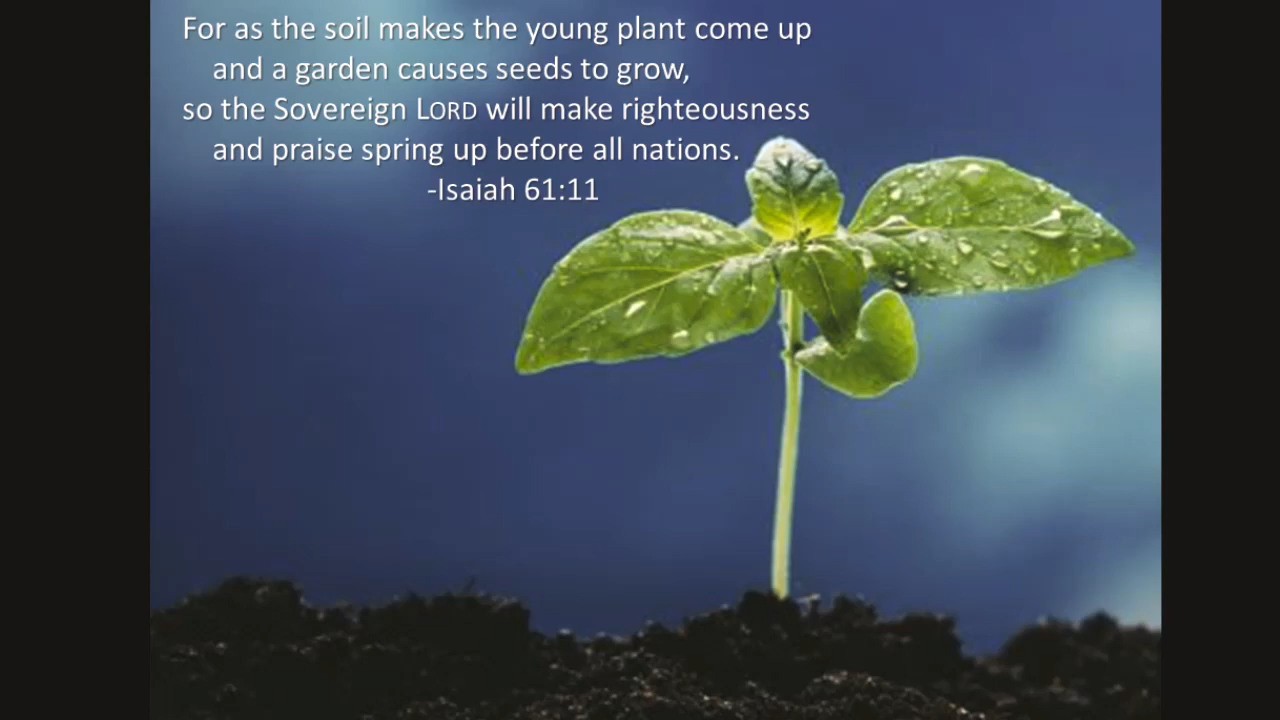 For as the soil makes the young plant come up
and a garden causes seeds to grow,
so the Sovereign LORD will make righteousness
and praise spring up before all nations.
-Isaiah 61:11